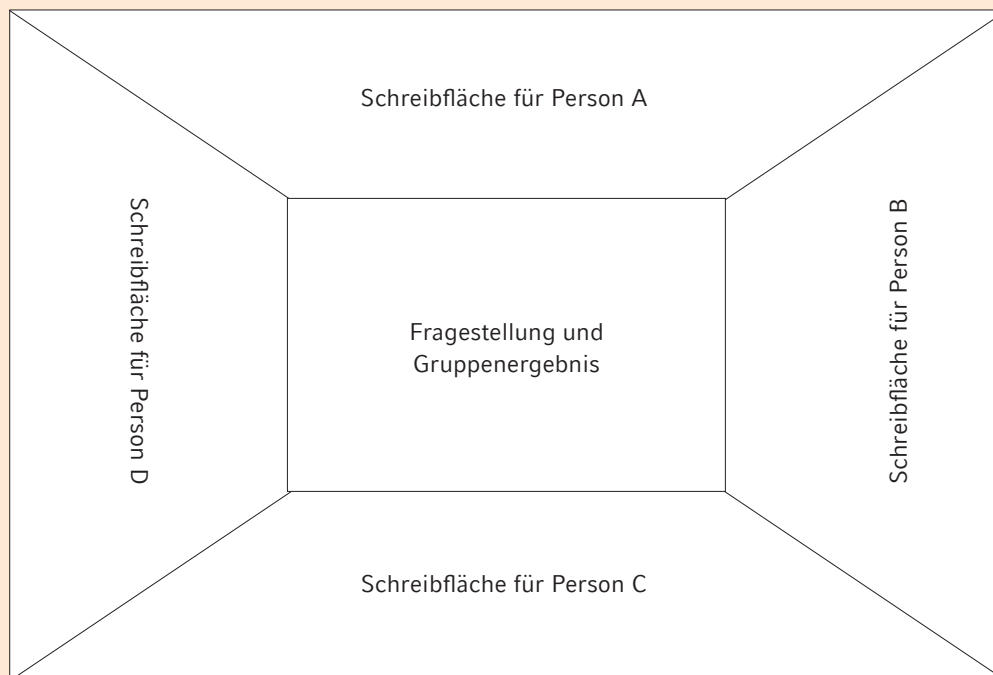 Schreibfläche für Person A
Schreibfläche für Person D
Fragestellung und
Gruppenergebnis
Schreibfläche für Person B
Schreibfläche für Person C